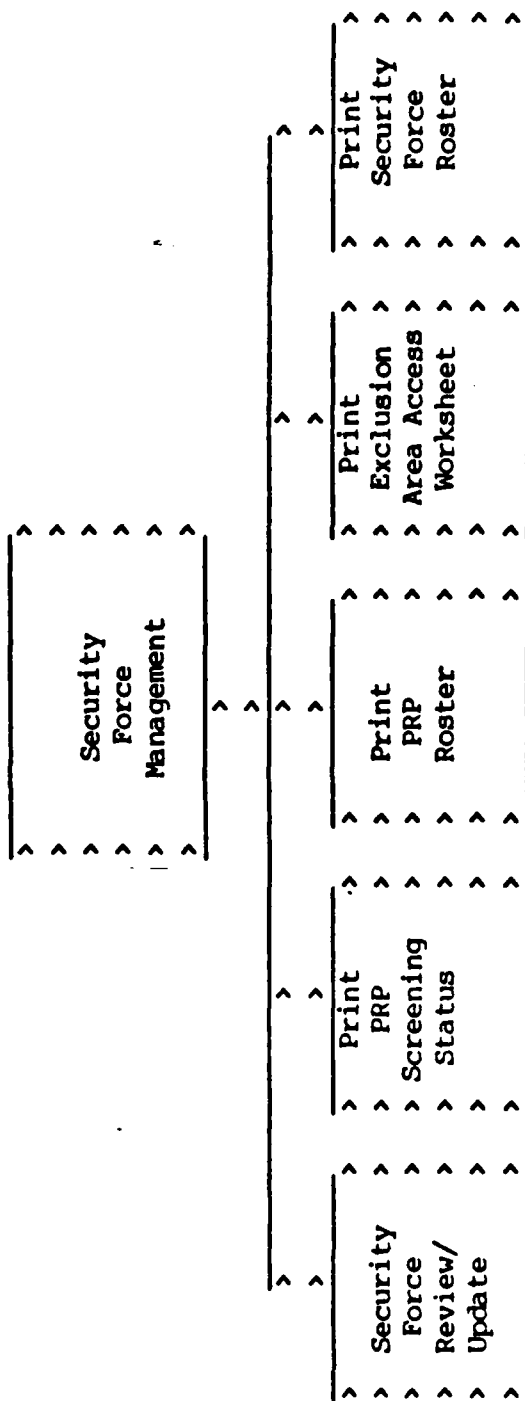 Security
Force
Management
Security
Force
Review/
Update
Print
PRP
Screening
Status
Print
PRP
Roster
Print
Exclusion
Area Access
Worksheet
Print
Security
Force
Roster